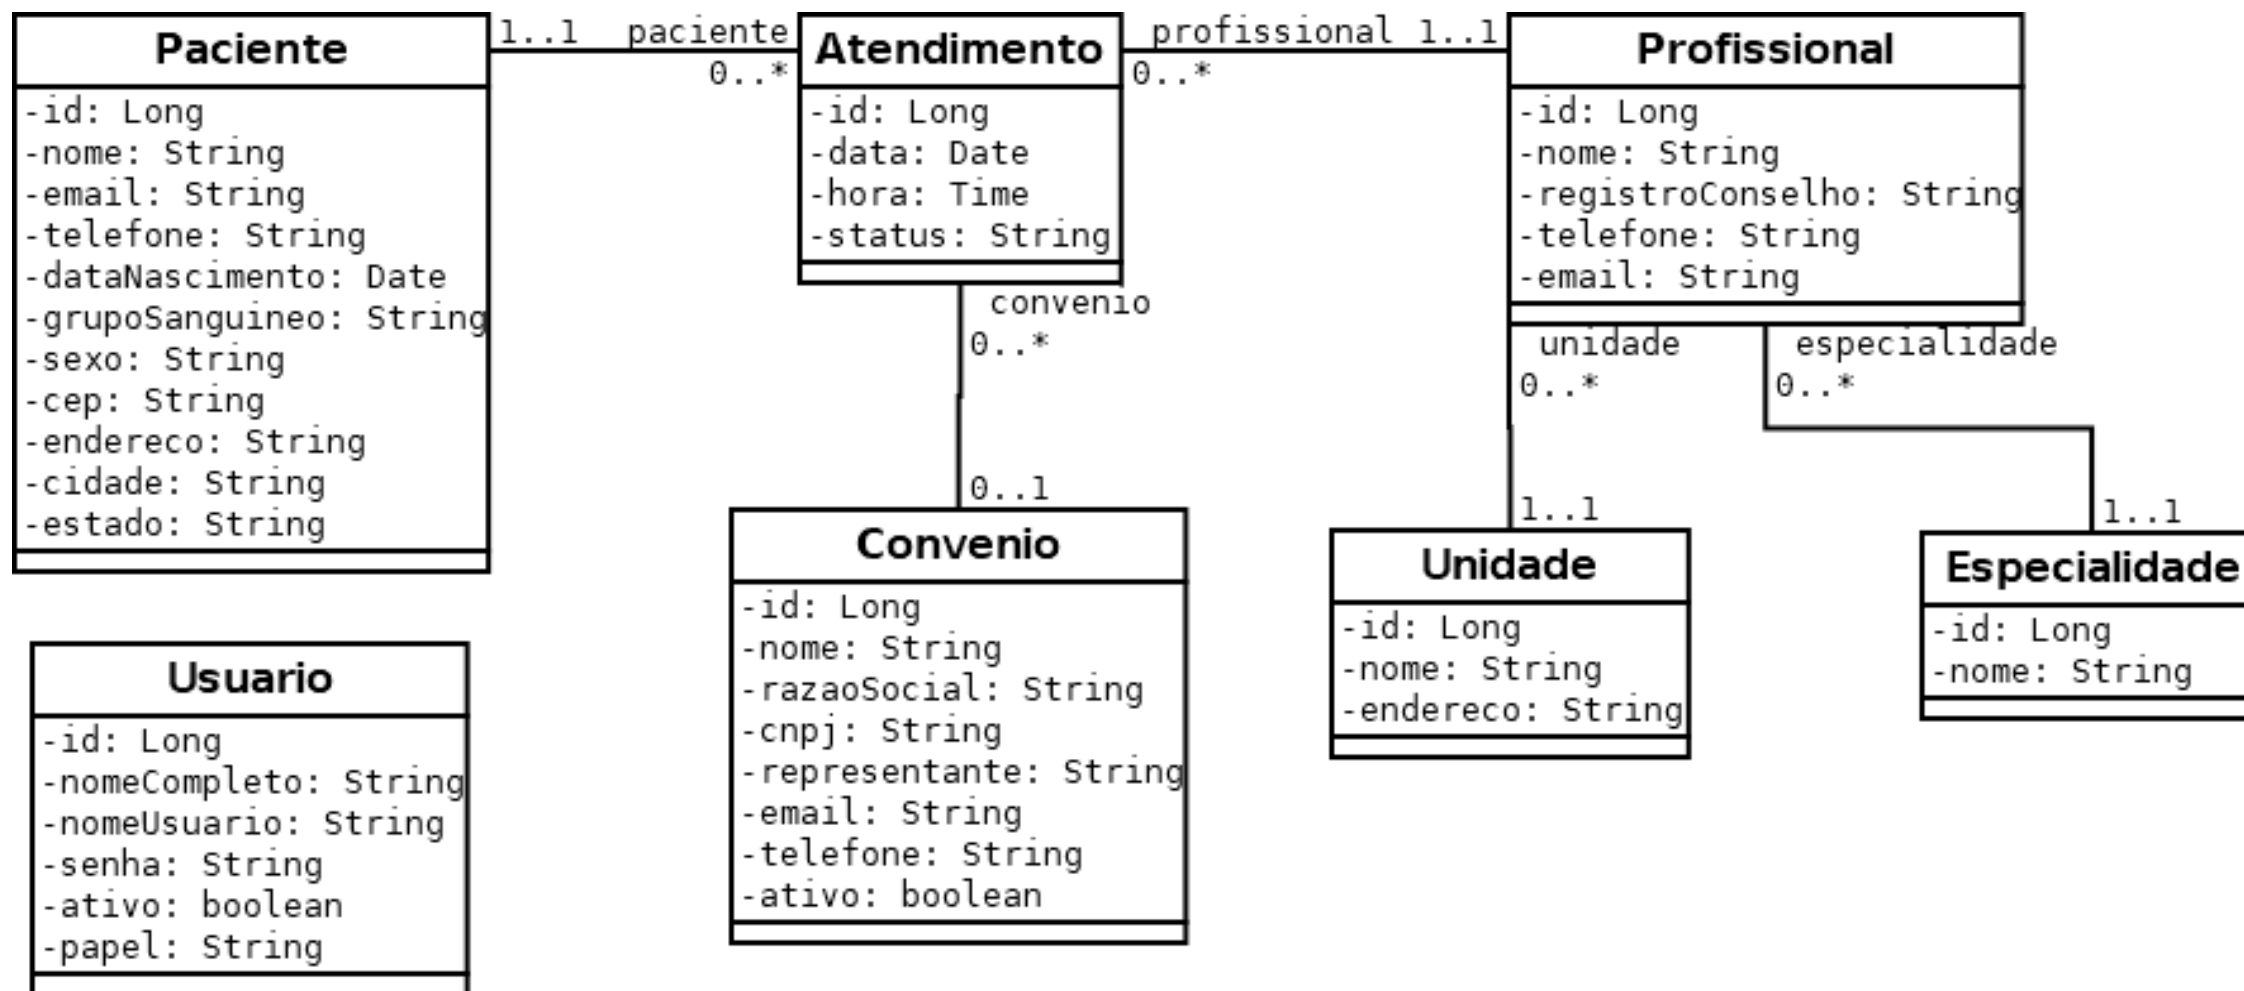 Paciente
-id: Long
-nome: String
-email: String
-telefone: String
-dataNascimento: Date
-grupoSanguineo: String
-sexo: String
-cep: String
-endereco: String
-cidade: String
-estado: String
1..1 paciente
0..*
Atendimento
-id: Long
-data: Date
-hora: Time
-status: String
profissional 1..1
0..*
Profissional
-id: Long
-nome: String
-registroConselho: String
-telefone: String
-email: String
convenio
0..*
0..1
unidade
0..*
1..1
especialidade
0..*
1..1
Usuario
-id: Long
-nomeCompleto: String
-nomeUsuario: String
-senha: String
-ativo: boolean
-papel: String
Convenio
-id: Long
-nome: String
-razaoSocial: String
-cnpj: String
-representante: String
-email: String
-telefone: String
-ativo: boolean
Unidade
-id: Long
-nome: String
-endereco: String
Especialidade
-id: Long
-nome: String